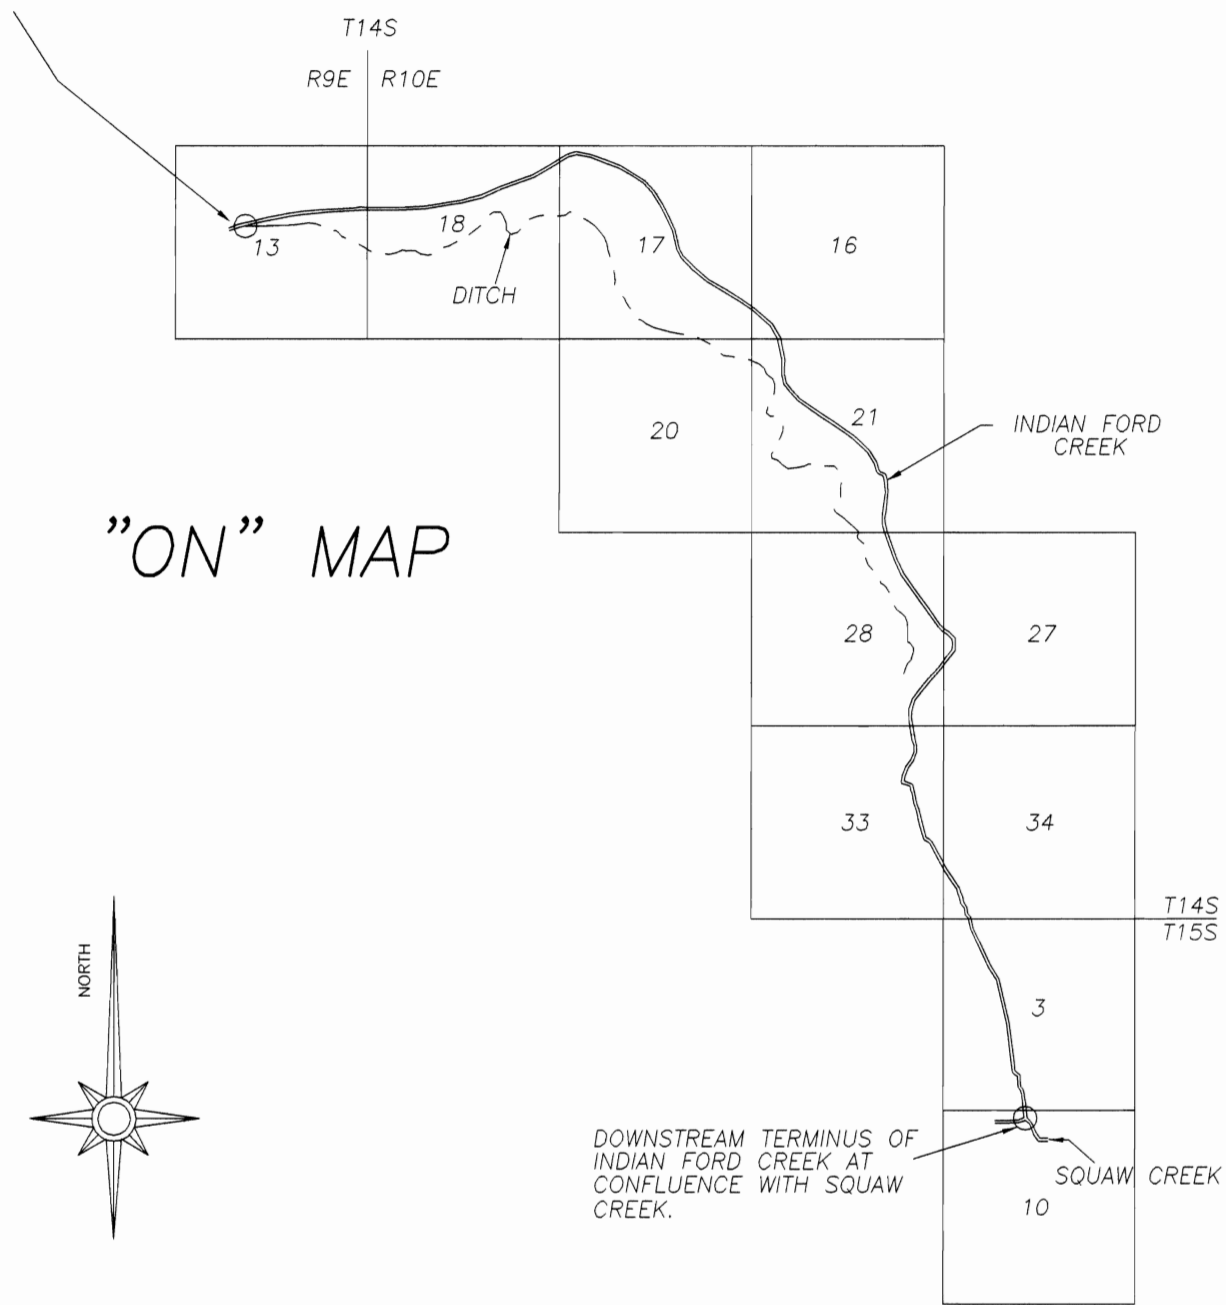 T14S
R9E R10E
13
18
17
16
DITCH
20
21
INDIAN FORD
CREEK
”ON” MAP
28
27
33
34
T14S
T15S
NORTH
3
DOWNSTREAM TERMINUS OF
INDIAN FORD CREEK AT
CONFLUENCE WITH SQUAW
CREEK.
SQUAW CREEK
10